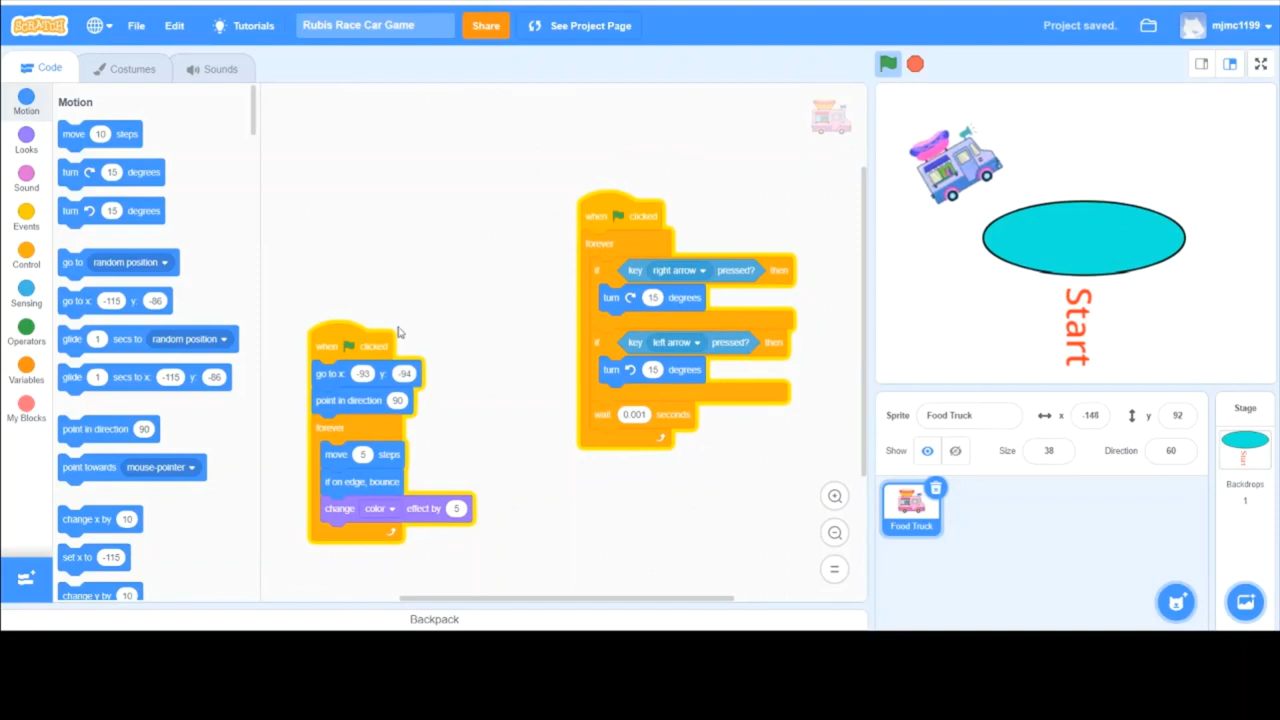 SCRATCH
File
Edit
Tutorials
Rubis Race Car Game
Share
See Project Page
Project saved.
mjmc1199
Code
Costumes
Sounds
Motion
Looks
Sound
Events
Control
Sensing
Operators
Variables
My Blocks
Motion
move 10 steps
turn 15 degrees
turn 15 degrees
go to random position
go to x: -115 y: -86
glide 1 secs to random position
glide 1 secs to x: -115 y: -86
point in direction 90
point towards mouse-pointer
change x by 10
set x to -115
change y by 10
when clicked
go to x: -93 y: -94
point in direction 90
forever
move 5 steps
if on edge, bounce
change color effect by 5
when clicked
forever
if key right arrow pressed? then
turn 15 degrees
if key left arrow pressed? then
turn 15 degrees
wait 0.001 seconds
Backpack
Start
Sprite Food Truck x y 92
Show Size 38 Direction 60
Food Truck
Stage
Backdrops
1